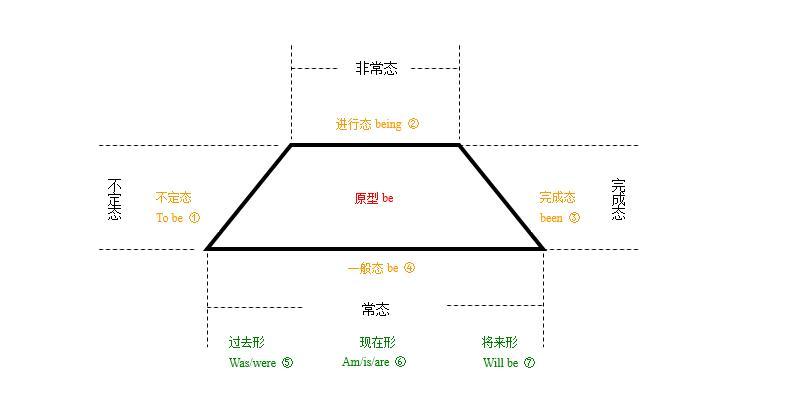 非常态
进行态 being ②
不定态
不定态
To be ①
原型 be
完成态
been ③
完成态
一般态 be ④
常态
过去形
现在形
将来形
Was/were ⑤
Am/is/are ⑥
Will be ⑦